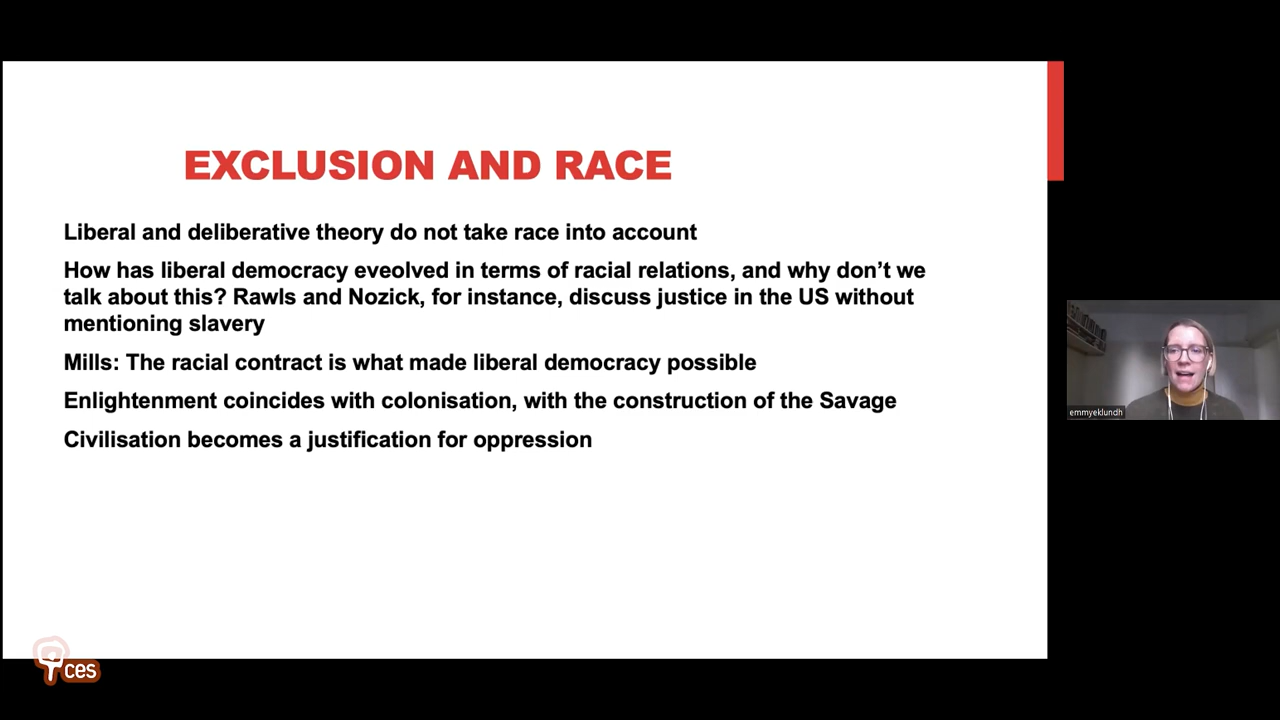 EXCLUSION AND RACE
Liberal and deliberative theory do not take race into account
How has liberal democracy eveolved in terms of racial relations, and why don't we
talk about this? Rawls and Nozick, for instance, discuss justice in the US without
mentioning slavery
Mills: The racial contract is what made liberal democracy possible
Enlightenment coincides with colonisation, with the construction of the Savage
Civilisation becomes a justification for oppression
emmyeklundh
ces